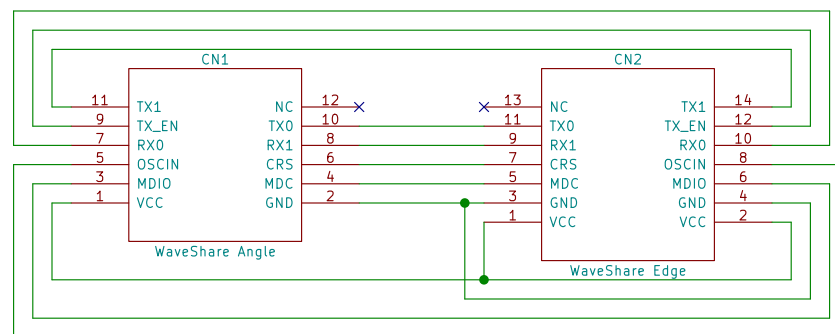 CN1 CN2
11 TX1 NC 12 13 NC TX1 14
9 TX_EN TX0 10 11 TX0 TX_EN 12
7 RX0 RX1 8 9 RX1 RX0 10
5 OSCIN CRS 6 7 CRS OSCIN 8
3 MDIO MDC 4 5 MDC MDIO 6
1 VCC GND 2 3 GND GND 4
1 VCC VCC 2
WaveShare Angle
WaveShare Edge